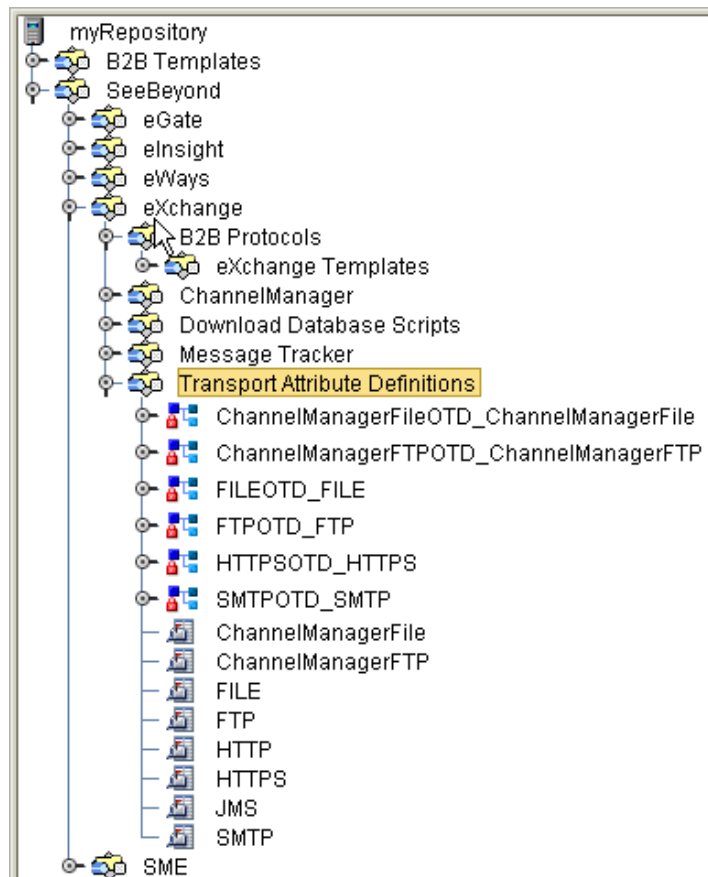 myRepository
B2B Templates
SeeBeyond
eGate
eInsight
eWays
eXchange
B2B Protocols
eXchange Templates
ChannelManager
Download Database Scripts
Message Tracker
Transport Attribute Definitions
ChannelManagerFileOTD_ChannelManagerFile
ChannelManagerFTPOTD_ChannelManagerFTP
FILEOTD_FILE
FTPOTD_FTP
HTTPSOTD_HTTPS
SMTPOTD_SMTP
ChannelManagerFile
ChannelManagerFTP
FILE
FTP
HTTP
HTTPS
JMS
SMTP
SME